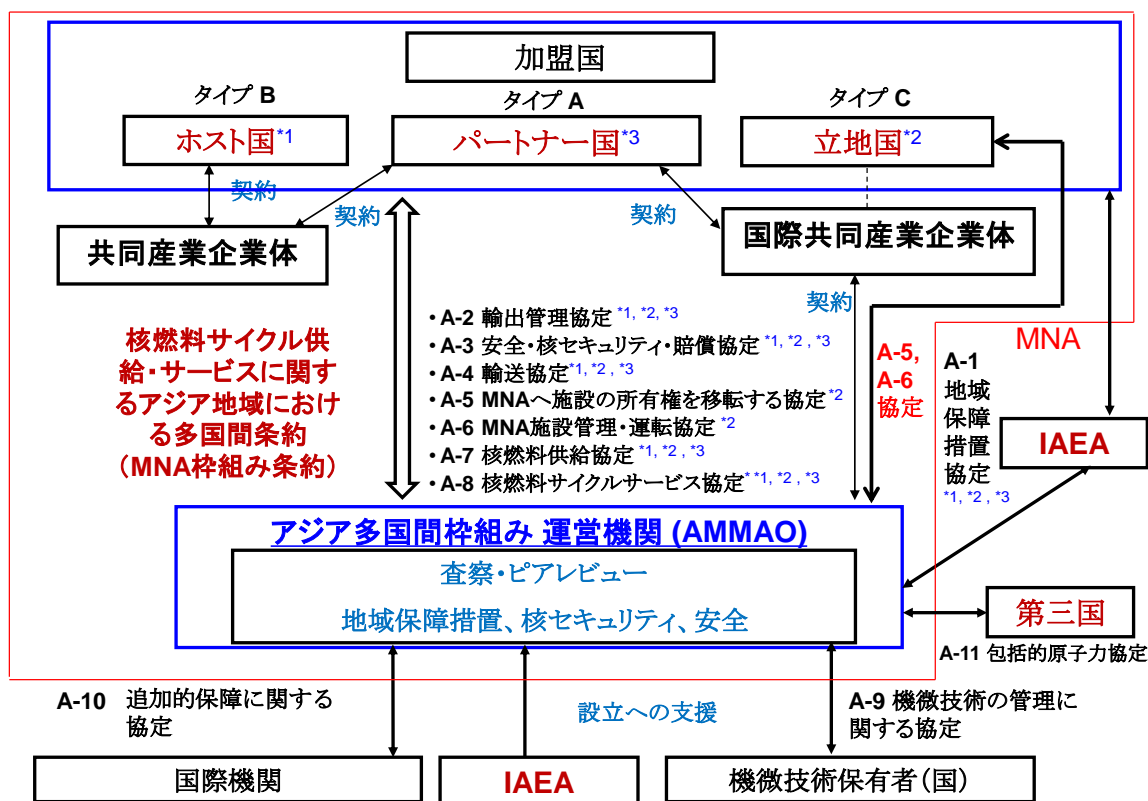 加盟国
タイプ B
タイプ A
タイプ C
ホスト国*1
パートナー国*3
立地国*2
契約
契約
契約
共同産業企業体
国際共同産業企業体
契約
核燃料サイクル供
給・サービスに関す
るアジア地域におけ
る多国間条約
（MNA枠組み条約）
・A-2 輸出管理協定 *1, *2, *3
・A-3 安全・核セキュリティ・賠償協定 *1, *2 , *3
・A-4 輸送協定*1, *2 , *3
・A-5 MNAへ施設の所有権を移転する協定*2
・A-6 MNA施設管理・運転協定 *2
・A-7 核燃料供給協定 *1, *2 , *3
・A-8 核燃料サイクルサービス協定* *1, *2 , *3
A-5,
A-6
協定
MNA
A-1
地域
保障
措置
協定
*1, *2 , *3
IAEA
アジア多国間枠組み 運営機関 (AMMAO)
査察・ピアレビュー
地域保障措置、核セキュリティ、安全
第三国
A-11 包括的原子力協定
A-10 追加的保障に関する
協定
設立への支援
A-9 機微技術の管理に
関する協定
国際機関
IAEA
機微技術保有者（国）